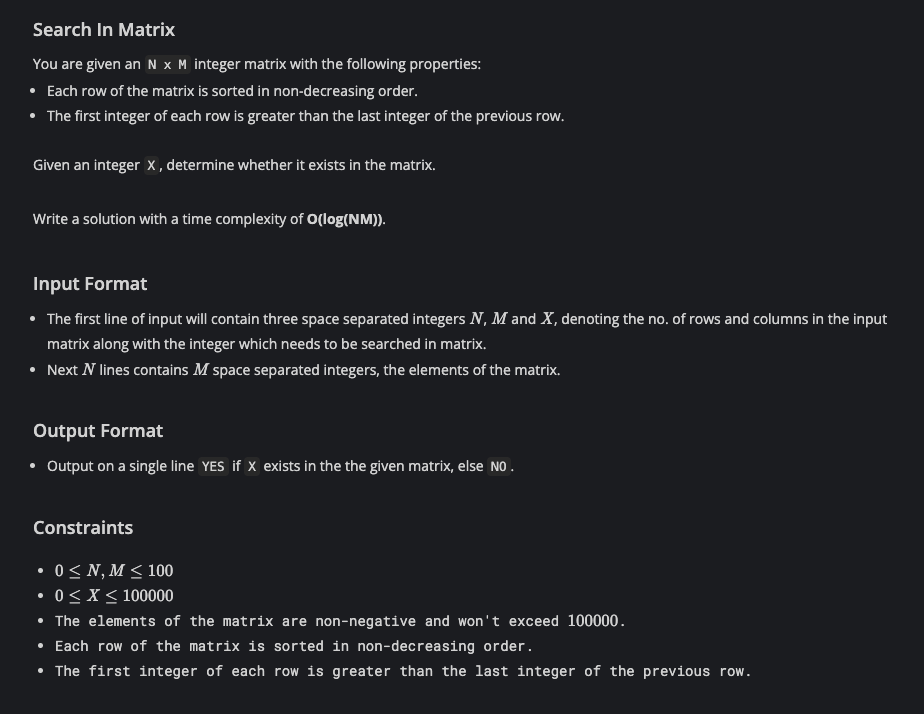 Search In Matrix
You are given an N x M integer matrix with the following properties:
• Each row of the matrix is sorted in non-decreasing order.
• The first integer of each row is greater than the last integer of the previous row.
Given an integer X, determine whether it exists in the matrix.
Write a solution with a time complexity of O(log(NM)).
Input Format
• The first line of input will contain three space separated integers N, M and X, denoting the no. of rows and columns in the input
matrix along with the integer which needs to be searched in matrix.
• Next N lines contains M space separated integers, the elements of the matrix.
Output Format
• Output on a single line YES if X exists in the the given matrix, else NO.
Constraints
• 0 ≤ N, M ≤ 100
• 0 ≤ X ≤ 100000
• The elements of the matrix are non-negative and won't exceed 100000.
• Each row of the matrix is sorted in non-decreasing order.
• The first integer of each row is greater than the last integer of the previous row.